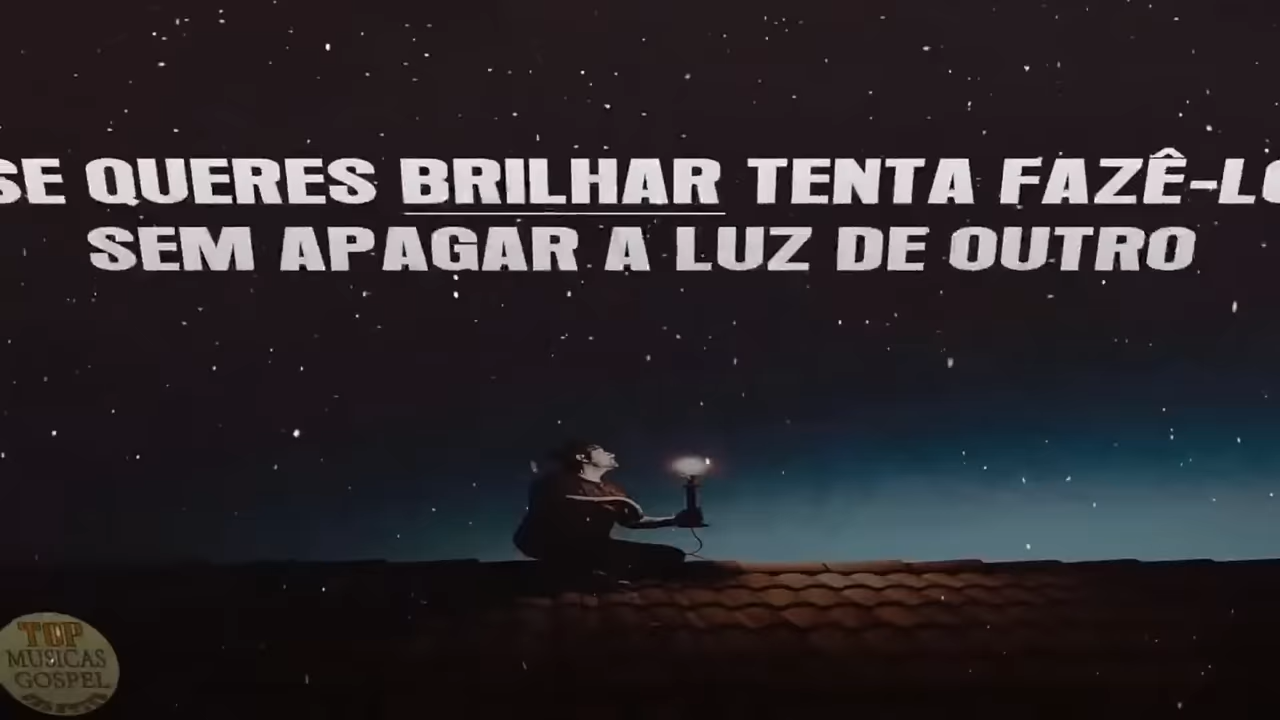 SE QUERES BRILHAR TENTA FAZÊ-LO
SEM APAGAR A LUZ DE OUTRO
TOP
MUSICAS
GOSPEL